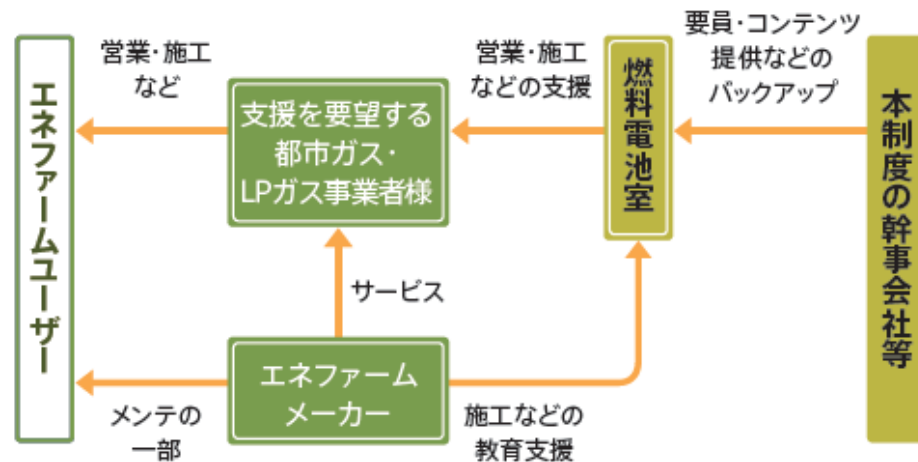 エネファームユーザー
営業・施工
など
支援を要望する
都市ガス・
LPガス事業者様
営業・施工
などの支援
燃料電池室
要員・コンテンツ
提供などの
バックアップ
本制度の幹事会社等
サービス
エネファーム
メーカー
メンテの
一部
施工などの
教育支援